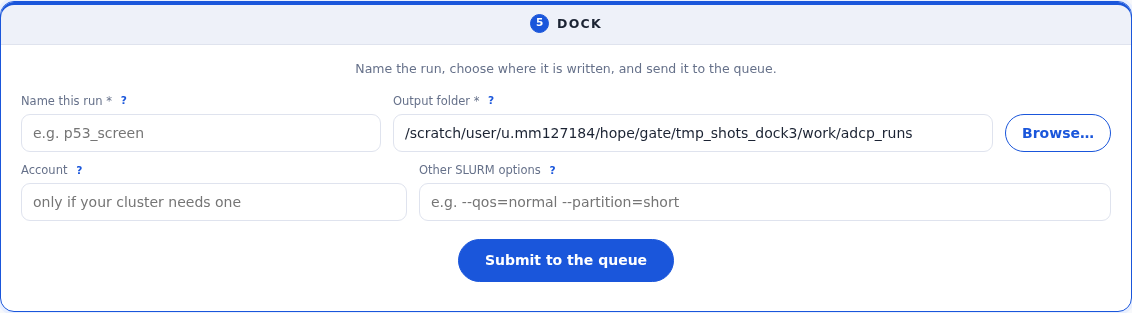 5 DOCK
Name the run, choose where it is written, and send it to the queue.
Name this run * ? Output folder * ?
e.g. p53_screen /scratch/user/u.mm127184/hope/gate/tmp_shots_dock3/work/adcp_runs Browse...
Account ? Other SLURM options ?
only if your cluster needs one e.g. --qos=normal --partition=short
Submit to the queue